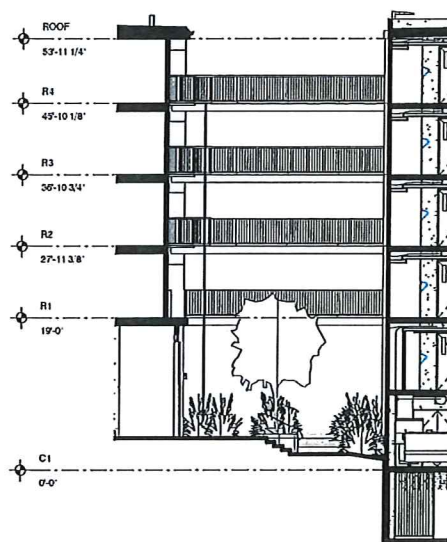 ROOF
53'-11 1/4"
R4
45'-10 1/8"
R3
36'-10 3/4"
R2
27'-11 3/8"
R1
19'-0"
C1
0'-0"